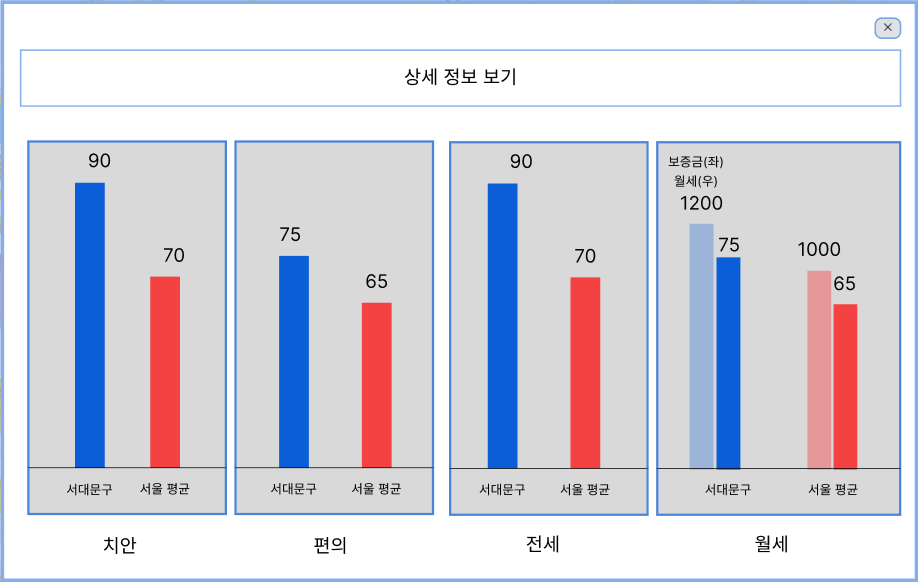 ×
상세 정보 보기
90
70
서대문구
서울 평균
치안
75
65
서대문구
서울 평균
편의
90
70
서대문구
서울 평균
전세
보증금(좌)
월세(우)
1200
75
1000
65
서대문구
서울 평균
월세